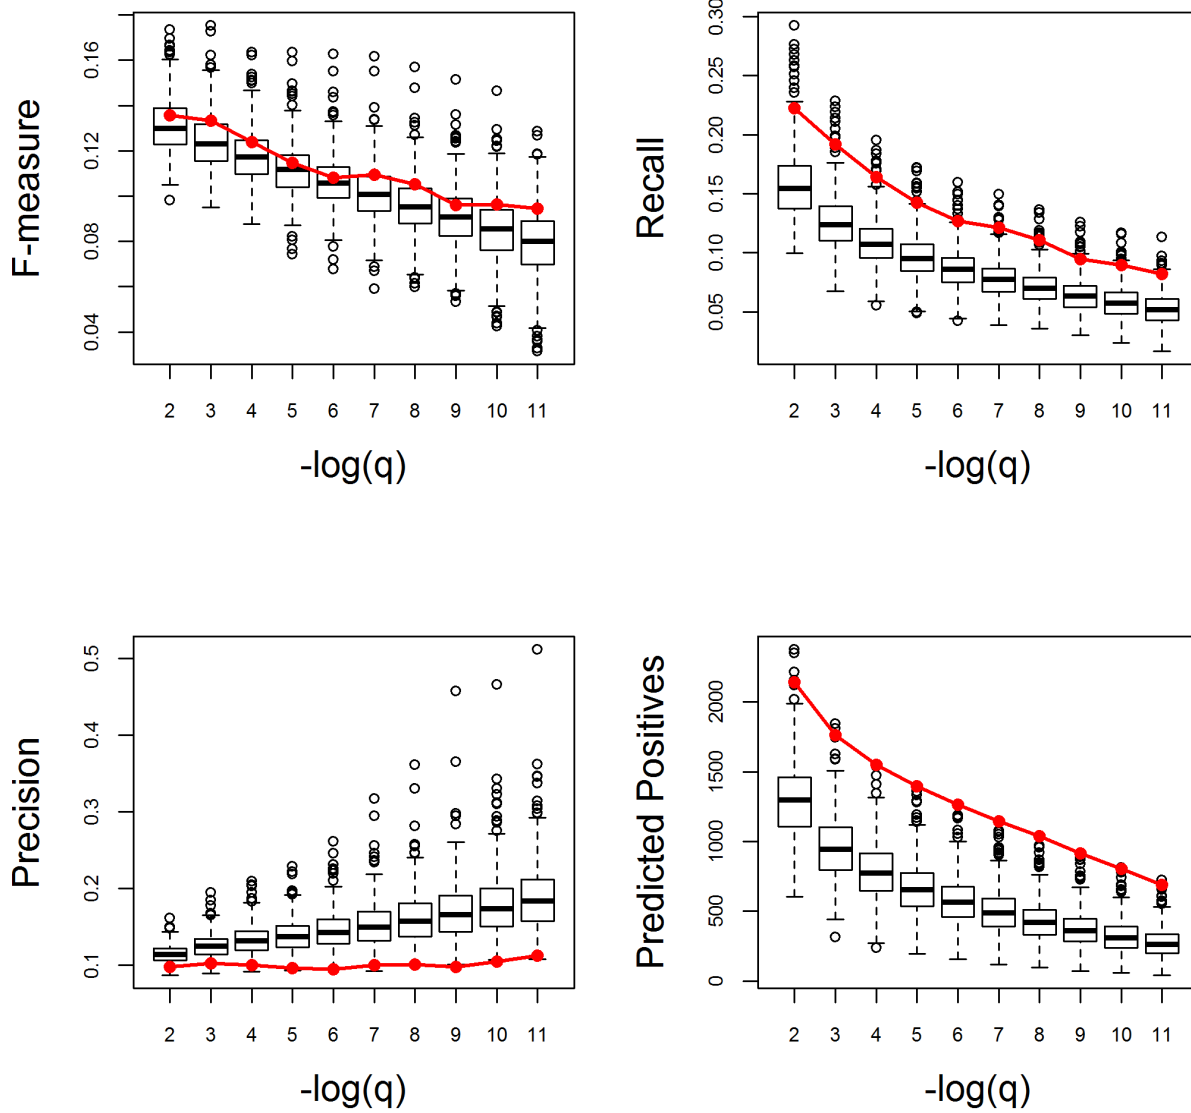 F-measure
0.04 0.08 0.12 0.16
2 3 4 5 6 7 8 9 10 11
-log(q)
Recall
0.05 0.10 0.15 0.20 0.25 0.30
2 3 4 5 6 7 8 9 10 11
-log(q)
Precision
0.1 0.2 0.3 0.4 0.5
2 3 4 5 6 7 8 9 10 11
-log(q)
Predicted Positives
0 500 1000 1500 2000
2 3 4 5 6 7 8 9 10 11
-log(q)